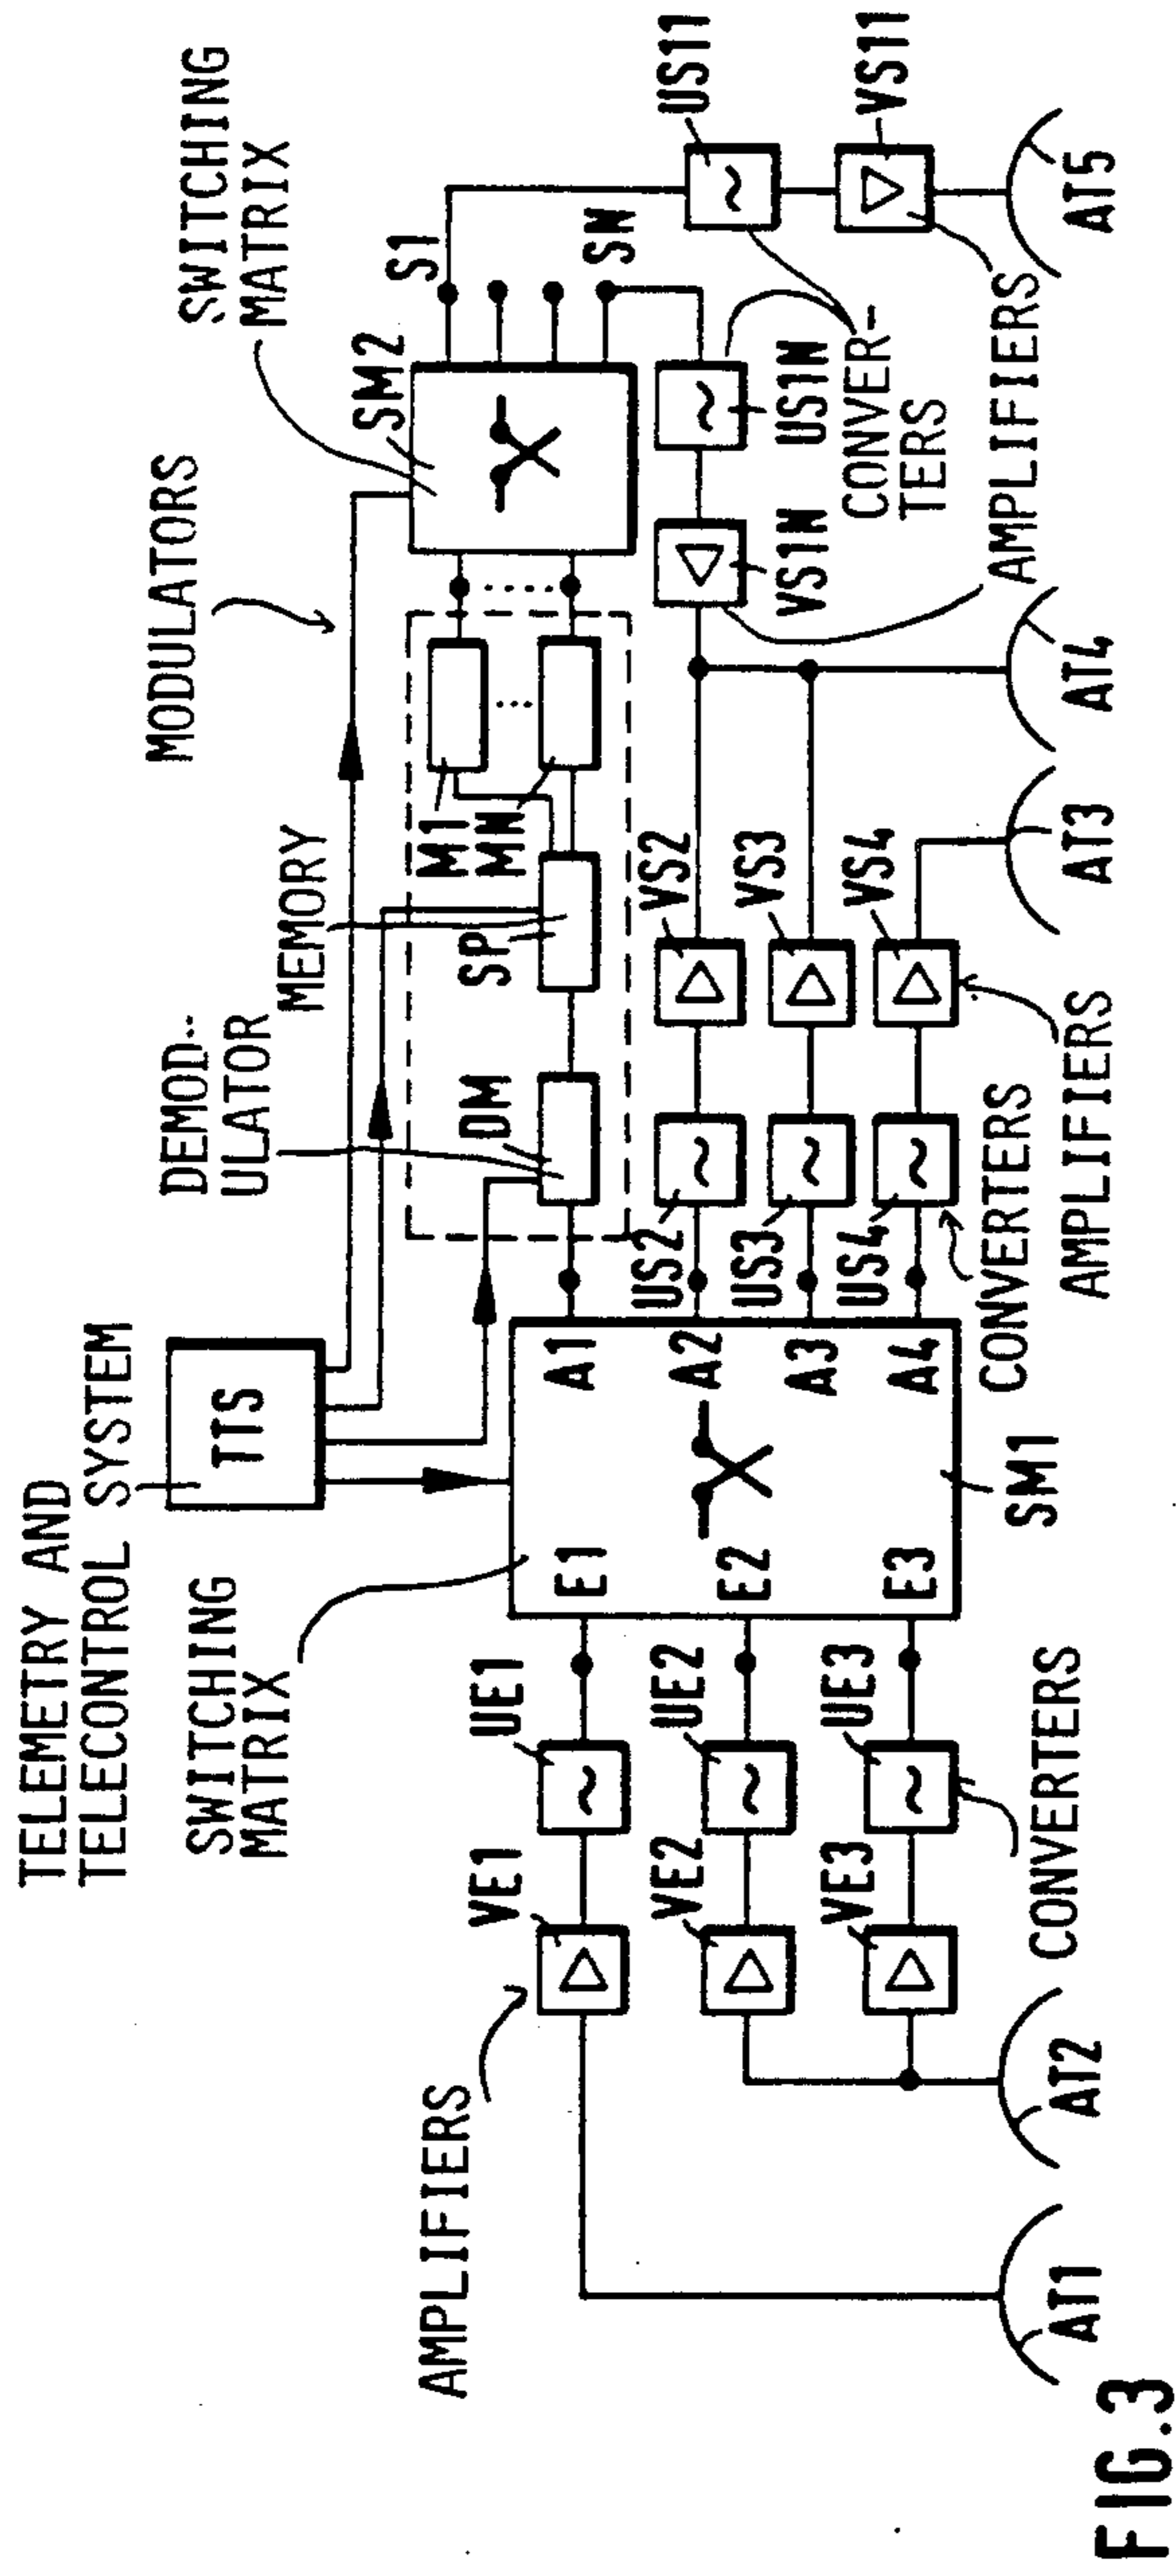 TELEMETRY AND
TELECONTROL SYSTEM
TTS
SWITCHING
MATRIX
DEMOD-
ULATOR
MEMORY
MODULATORS
SWITCHING
MATRIX
SM2
S1
SN
US11
VS11
AT5
AMPLIFIERS
VE1
UE1
E1
A1
DM
SP
M1
MN
VE2
UE2
E2
A2
US2
VS2
VS1N
US1N
CONVER-
TERS
VE3
UE3
E3
A3
US3
VS3
A4
US4
VS4
SM1
CONVERTERS
CONVERTERS
AMPLIFIERS
AMPLIFIERS
AT1
AT2
AT3
AT4
FIG.3